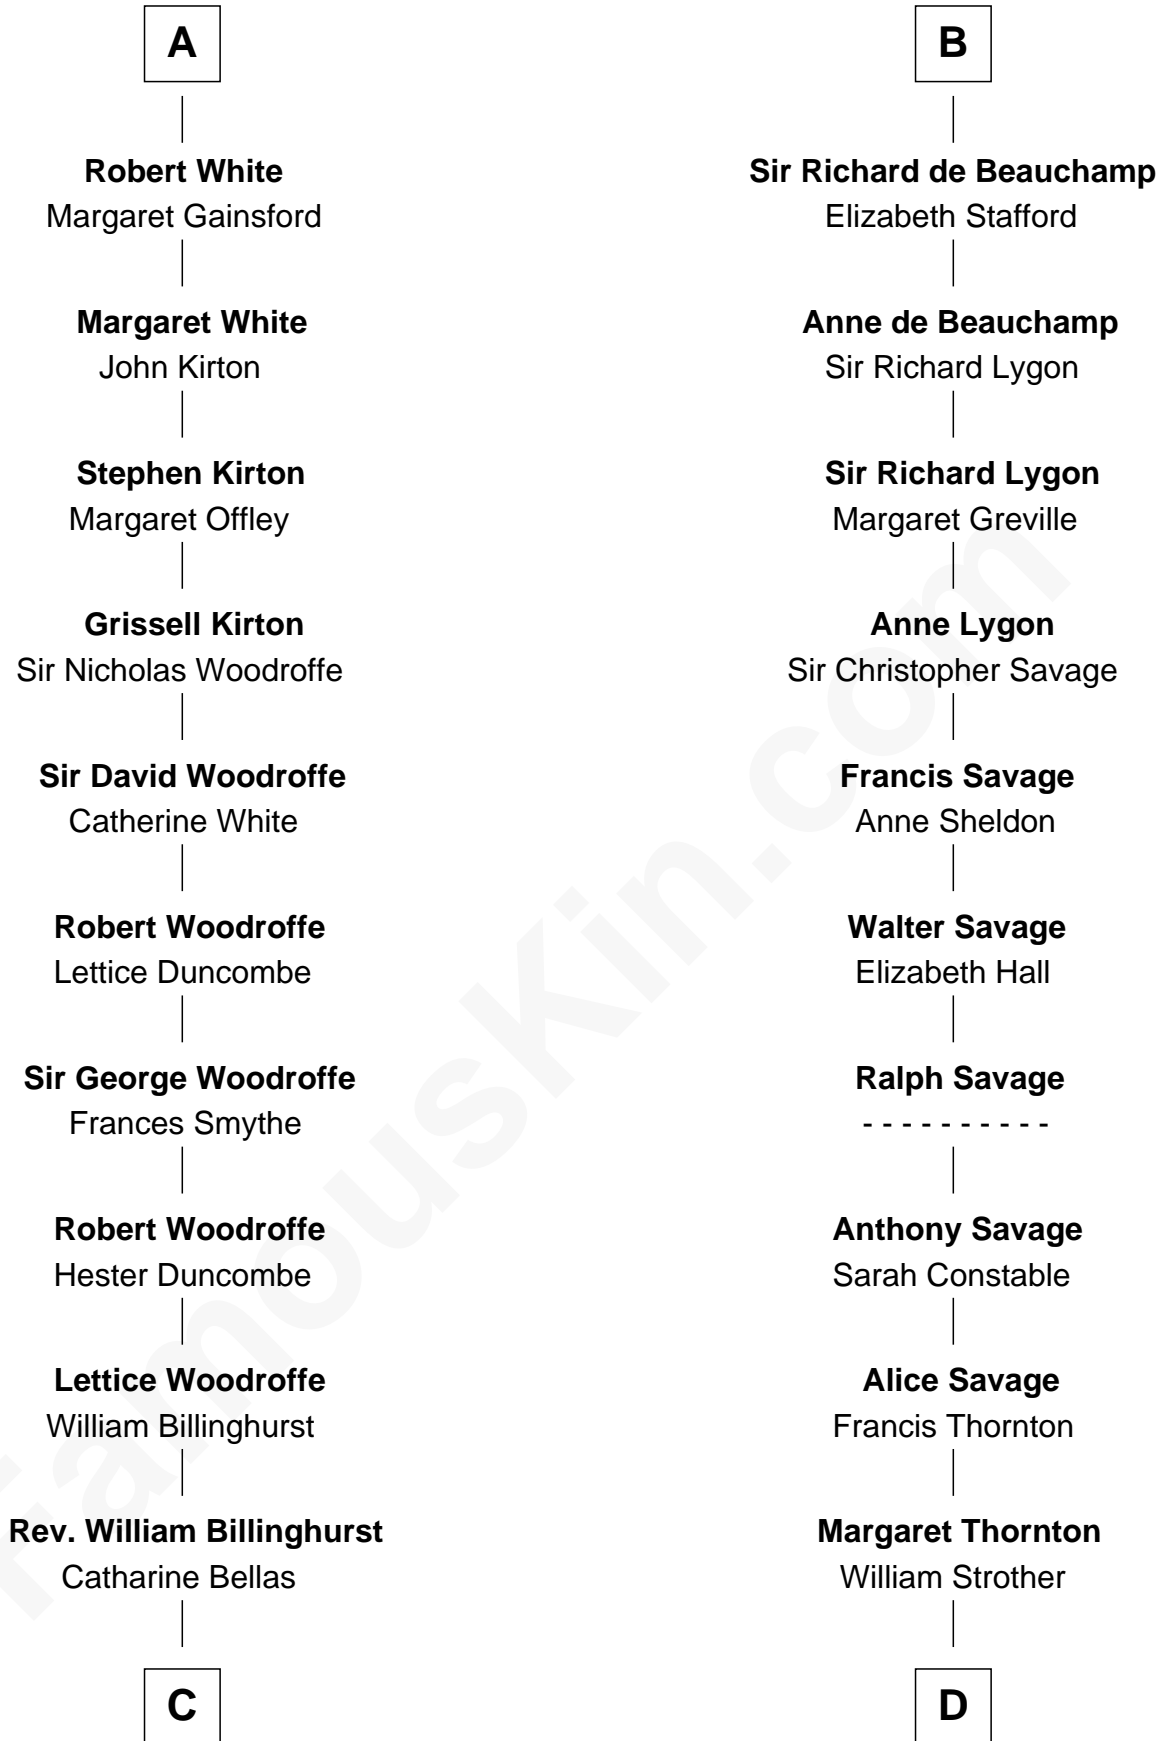 A
Robert White
Margaret Gainsford
Margaret White
John Kirton
Stephen Kirton
Margaret Offley
Grissell Kirton
Sir Nicholas Woodroffe
Sir David Woodroffe
Catherine White
Robert Woodroffe
Lettice Duncombe
Sir George Woodroffe
Frances Smythe
Robert Woodroffe
Hester Duncombe
Lettice Woodroffe
William Billinghurst
Rev. William Billinghurst
Catharine Bellas
C
B
Sir Richard de Beauchamp
Elizabeth Stafford
Anne de Beauchamp
Sir Richard Lygon
Sir Richard Lygon
Margaret Greville
Anne Lygon
Sir Christopher Savage
Francis Savage
Anne Sheldon
Walter Savage
Elizabeth Hall
Ralph Savage
- - - - - - - - - -
Anthony Savage
Sarah Constable
Alice Savage
Francis Thornton
Margaret Thornton
William Strother
D
FamousKin.com